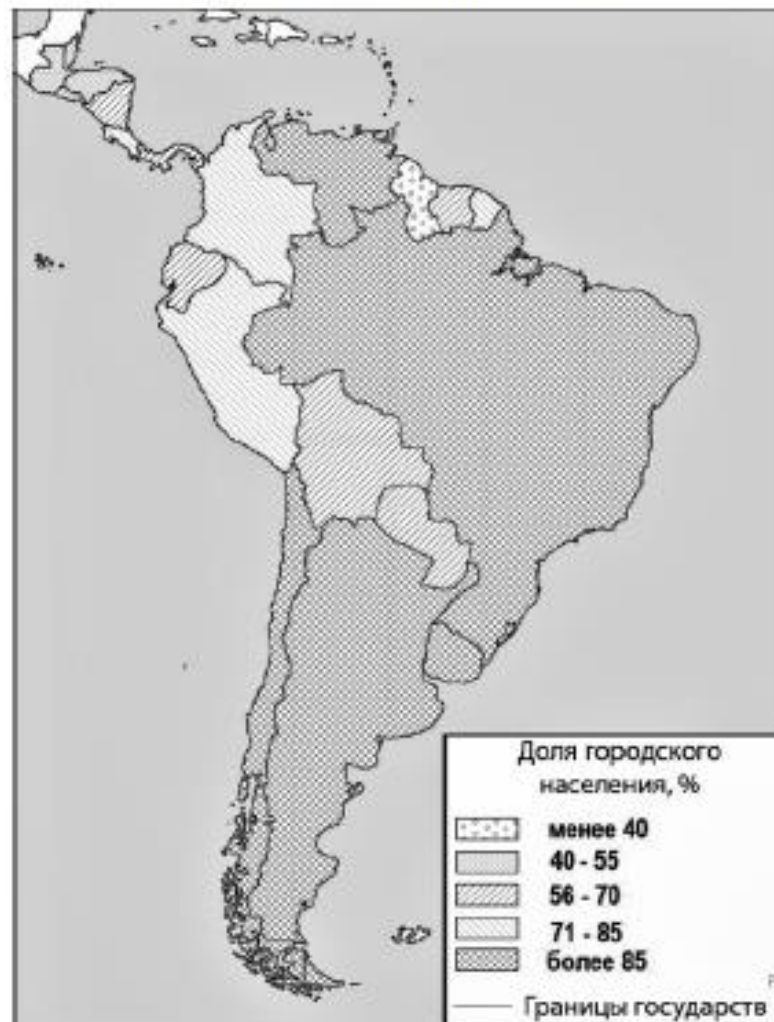 Доля городского
населения, %
менее 40
40 - 55
56 - 70
71 - 85
более 85
Границы государств